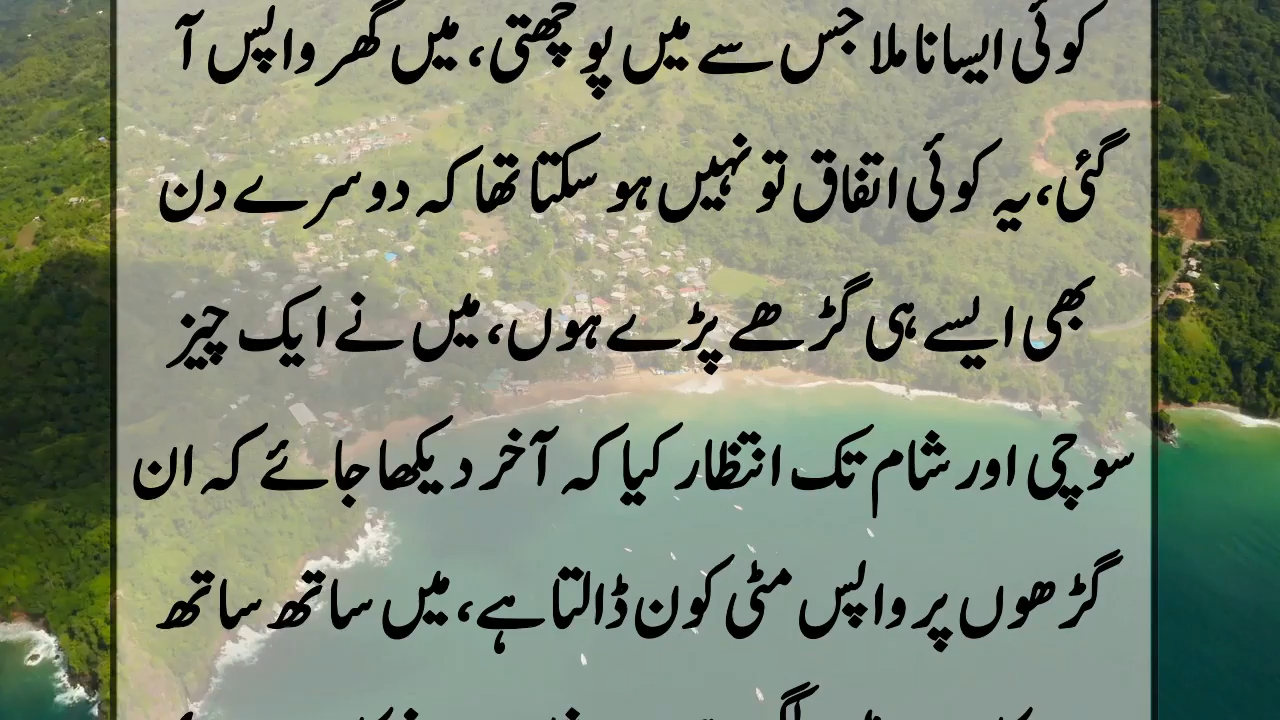 کوئی ایسا نا ملا جس سے میں پوچھتی، میں گھر واپس آ
گئی، یہ کوئی اتفاق تو نہیں ہو سکتا تھا کہ دوسرے دن
بھی ایسے ہی گڑھے پڑے ہوں، میں نے ایک چیز
سوچی اور شام تک انتظار کیا کہ آخر دیکھا جائے کہ ان
گڑھوں پر واپس مٹی کون ڈالتا ہے، میں ساتھ ساتھ